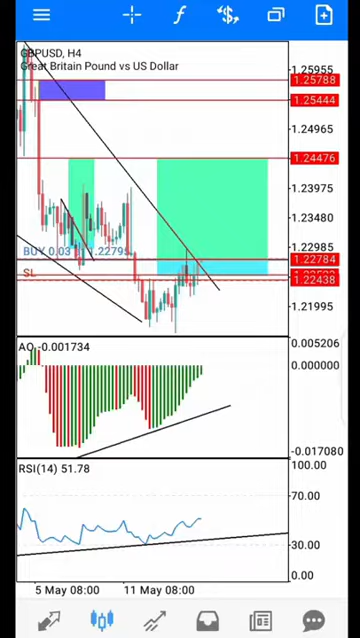 GBPUSD, H4
Great Britain Pound vs US Dollar
1.25955
1.25788
1.25444
1.24965
1.24476
1.23975
1.23480
1.22985
BUY 0.03
1.22784
SL
1.22438
1.21995
AO -0.001734
0.005206
0.000000
-0.017080
RSI(14) 51.78
100.00
70.00
30.00
0.00
5 May 08:00
11 May 08:00